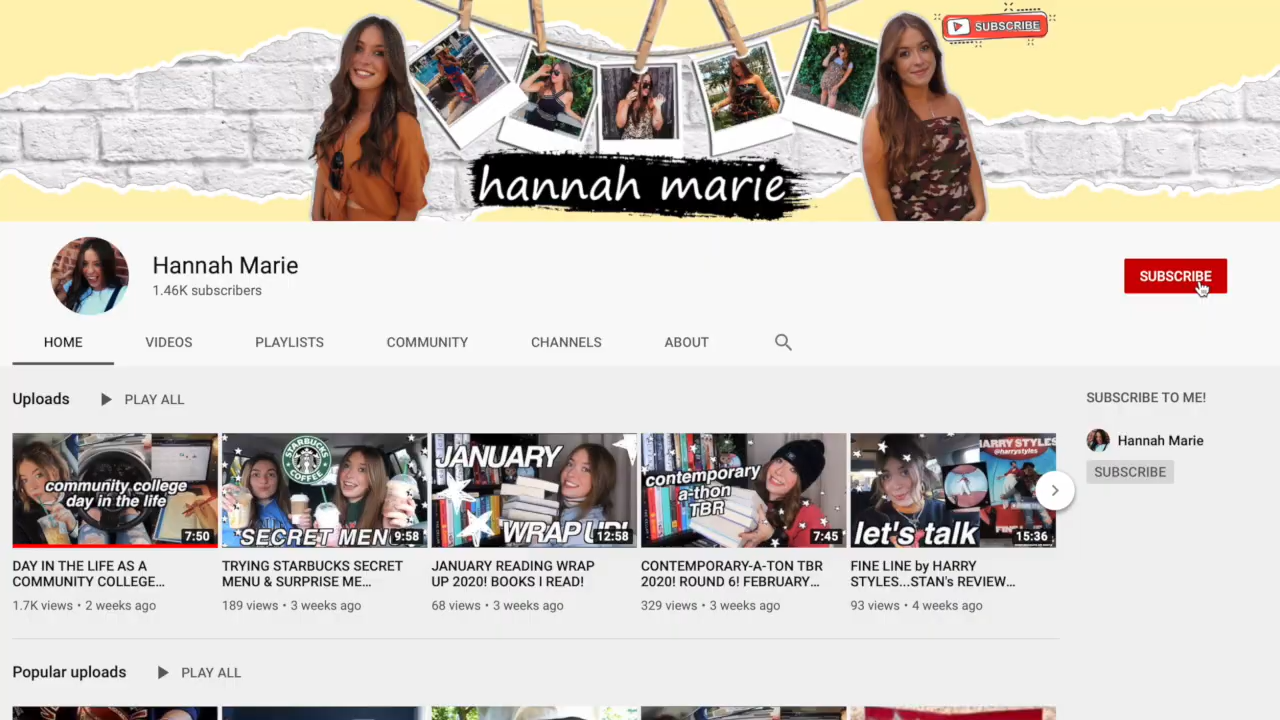 SUBSCRIBE
hannah marie
Hannah Marie
1.46K subscribers
SUBSCRIBE
HOME VIDEOS PLAYLISTS COMMUNITY CHANNELS ABOUT
Uploads PLAY ALL
SUBSCRIBE TO ME!
Hannah Marie
SUBSCRIBE
community college
day in the life
7:50
STARBUCKS
COFFEE
SECRET MEN
9:58
JANUARY
WRAP UP!
12:58
contemporary
a-thon
TBR
7:45
HARRY STYLES
@harrystyles
let's talk
15:36
DAY IN THE LIFE AS A
COMMUNITY COLLEGE...
1.7K views • 2 weeks ago
TRYING STARBUCKS SECRET
MENU & SURPRISE ME...
189 views • 3 weeks ago
JANUARY READING WRAP
UP 2020! BOOKS I READ!
68 views • 3 weeks ago
CONTEMPORARY-A-TON TBR
2020! ROUND 6! FEBRUARY...
329 views • 3 weeks ago
FINE LINE by HARRY
STYLES...STAN'S REVIEW...
93 views • 4 weeks ago
Popular uploads PLAY ALL